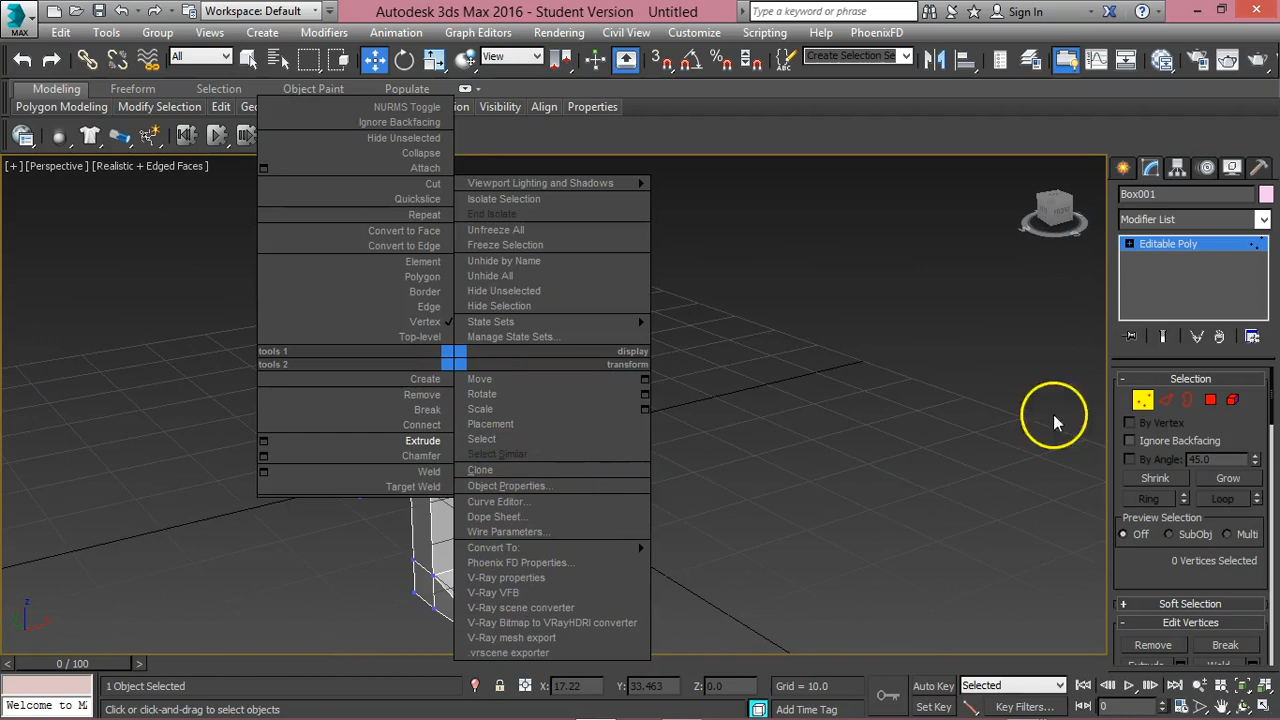 Workspace: Default
Autodesk 3ds Max 2016 - Student Version Untitled
Type a keyword or phrase
Sign In
MAX
Edit Tools Group Views Create Modifiers Animation Graph Editors Rendering Civil View Customize Scripting Help PhoenixFD
All
View
Create Selection Se
Modeling Freeform Selection Object Paint Populate
Polygon Modeling Modify Selection Edit Visibility Align Properties
[+] [Perspective] [Realistic + Edged Faces]
NURMS Toggle
Ignore Backfacing
Hide Unselected
Collapse
Attach
Cut
Quickslice
Repeat
Convert to Face
Convert to Edge
Element
Polygon
Border
Edge
Vertex
Top-level
tools 1
tools 2
Create
Remove
Break
Connect
Extrude
Chamfer
Weld
Target Weld
Viewport Lighting and Shadows
Isolate Selection
End Isolate
Unfreeze All
Freeze Selection
Unhide by Name
Unhide All
Hide Unselected
Hide Selection
State Sets
Manage State Sets...
display
transform
Move
Rotate
Scale
Placement
Select
Select Similar
Clone
Object Properties...
Curve Editor...
Dope Sheet...
Wire Parameters...
Convert To:
Phoenix FD Properties...
V-Ray properties
V-Ray VFB
V-Ray scene converter
V-Ray Bitmap to VRayHDRI converter
V-Ray mesh export
.vrscene exporter
Box001
Modifier List
Editable Poly
Selection
By Vertex
Ignore Backfacing
By Angle: 45.0
Shrink Grow
Ring Loop
Preview Selection
Off SubObj Multi
0 Vertices Selected
Soft Selection
Edit Vertices
Remove Break
Extrude Weld
z
0 / 100
1 Object Selected
X: 17.22 Y: 33.463 Z: 0.0
Grid = 10.0
Auto Key Selected
Welcome to M
Click or click-and-drag to select objects
Add Time Tag
Set Key Key Filters...
0